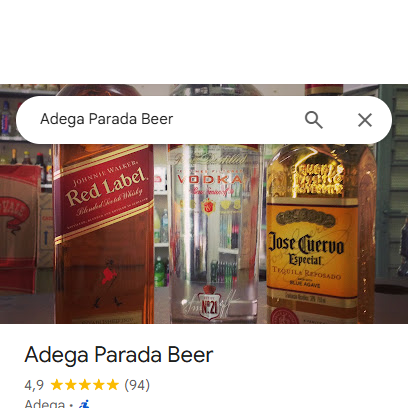 Adega Parada Beer
JOHNNIE WALKER
Red Label
Blended Scotch Whisky
VODKA
Nº21
Jose Cuervo
Especial
TEQUILA REPOSADO
BLUE AGAVE
Adega Parada Beer
4,9 (94)
Adega ·